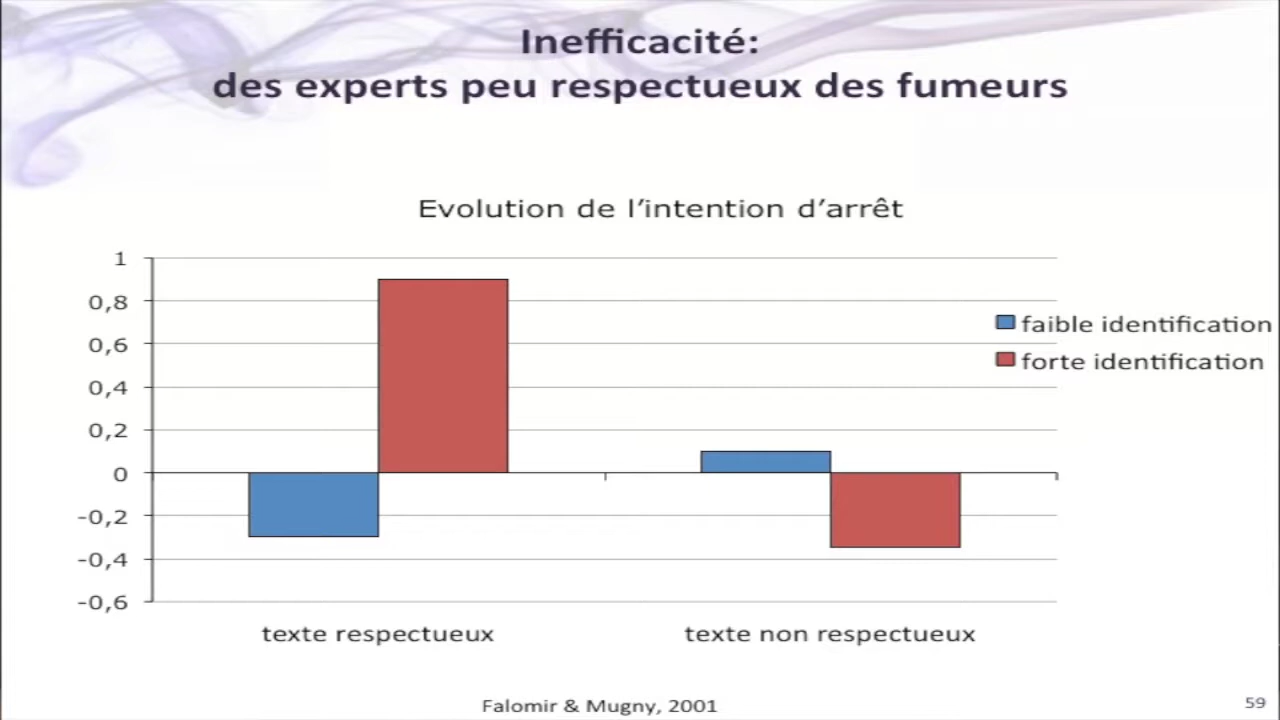 Inefficacité:
des experts peu respectueux des fumeurs
Evolution de l'intention d'arrêt
1
0,8
0,6
0,4
0,2
0
-0,2
-0,4
-0,6
faible identification
forte identification
texte respectueux
texte non respectueux
Falomir & Mugny, 2001
59